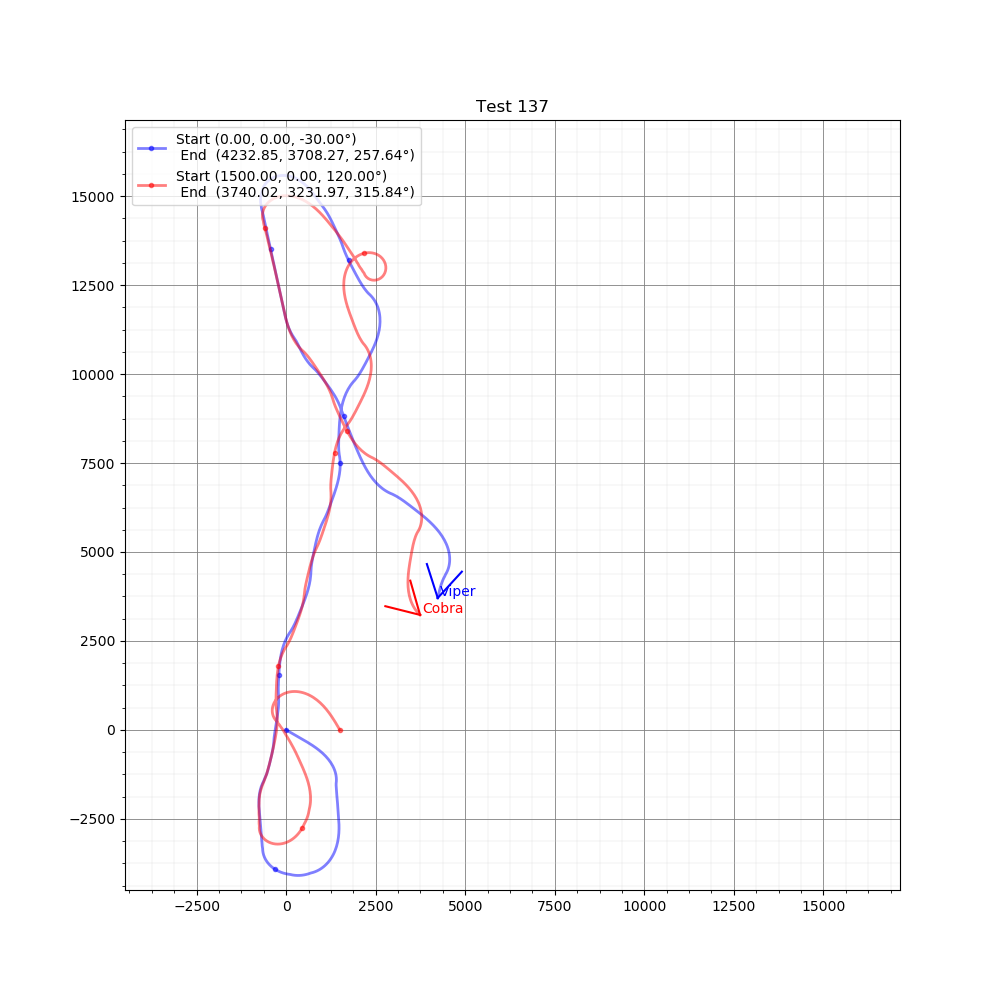 Test 137
Start (0.00, 0.00, -30.00°)
End (4232.85, 3708.27, 257.64°)
Start (1500.00, 0.00, 120.00°)
End (3740.02, 3231.97, 315.84°)
15000
12500
10000
7500
5000
2500
0
−2500
Viper
Cobra
−2500 0 2500 5000 7500 10000 12500 15000